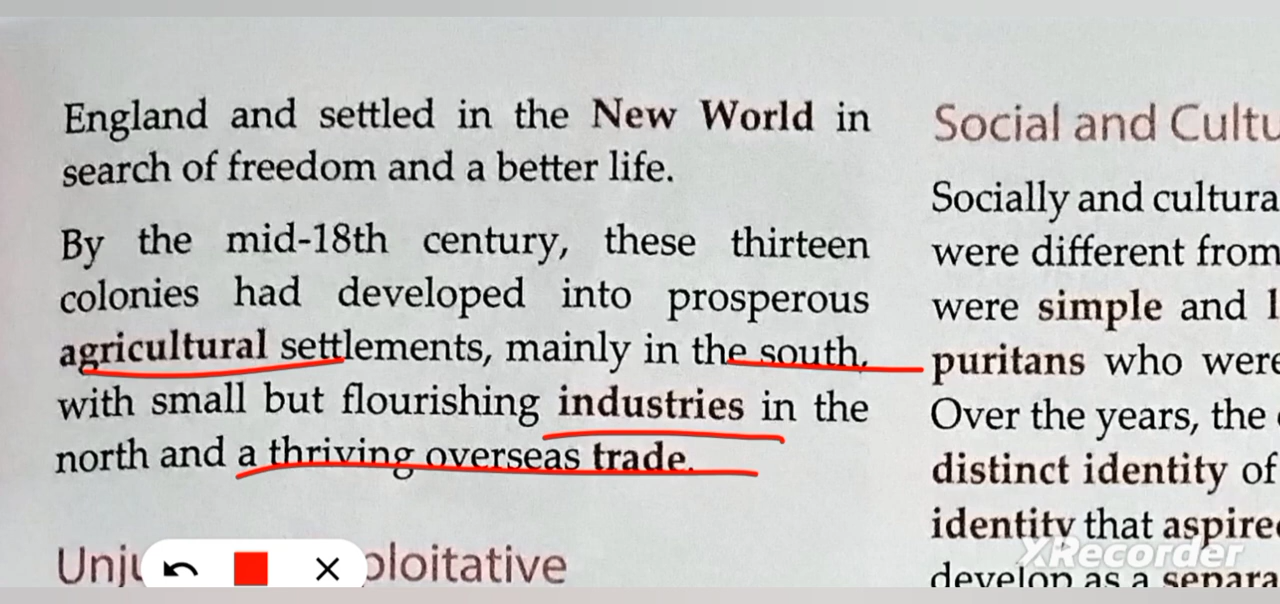 England and settled in the New World in
search of freedom and a better life.
By the mid-18th century, these thirteen
colonies had developed into prosperous
agricultural settlements, mainly in the south,
with small but flourishing industries in the
north and a thriving overseas trade.
Unju ploitative
Social and Cultu
Socially and cultura
were different from
were simple and l
puritans who were
Over the years, the
distinct identity of
identity that aspire
develop as a separa
XRecorder